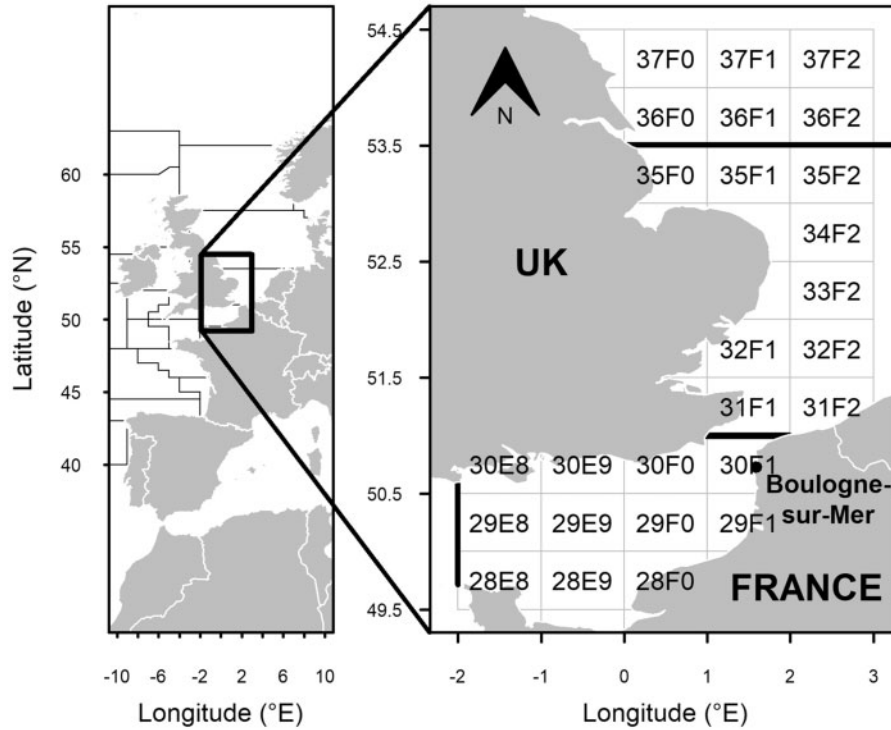 Latitude (°N)
60
55
50
45
40
-10 -6 -2 2 6 10
Longitude (°E)
54.5
53.5
52.5
51.5
50.5
49.5
N
37F0 37F1 37F2
36F0 36F1 36F2
35F0 35F1 35F2
34F2
UK
33F2
32F1 32F2
31F1 31F2
30E8 30E9 30F0 30F1
Boulogne-
sur-Mer
29E8 29E9 29F0 29F1
28E8 28E9 28F0
FRANCE
-2 -1 0 1 2 3
Longitude (°E)